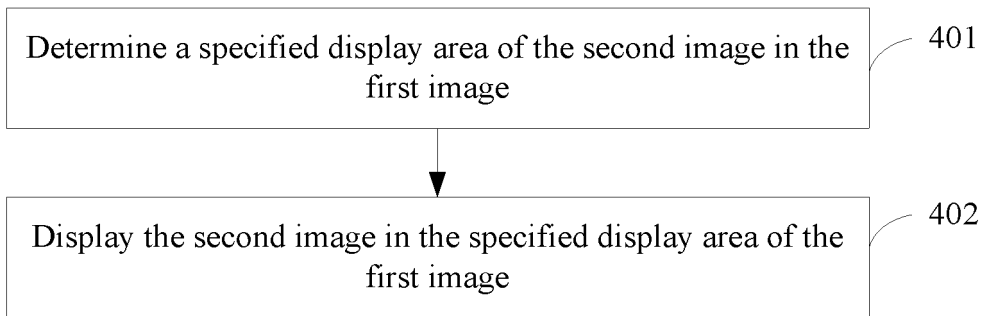 Determine a specified display area of the second image in the
first image
401
Display the second image in the specified display area of the
first image
402